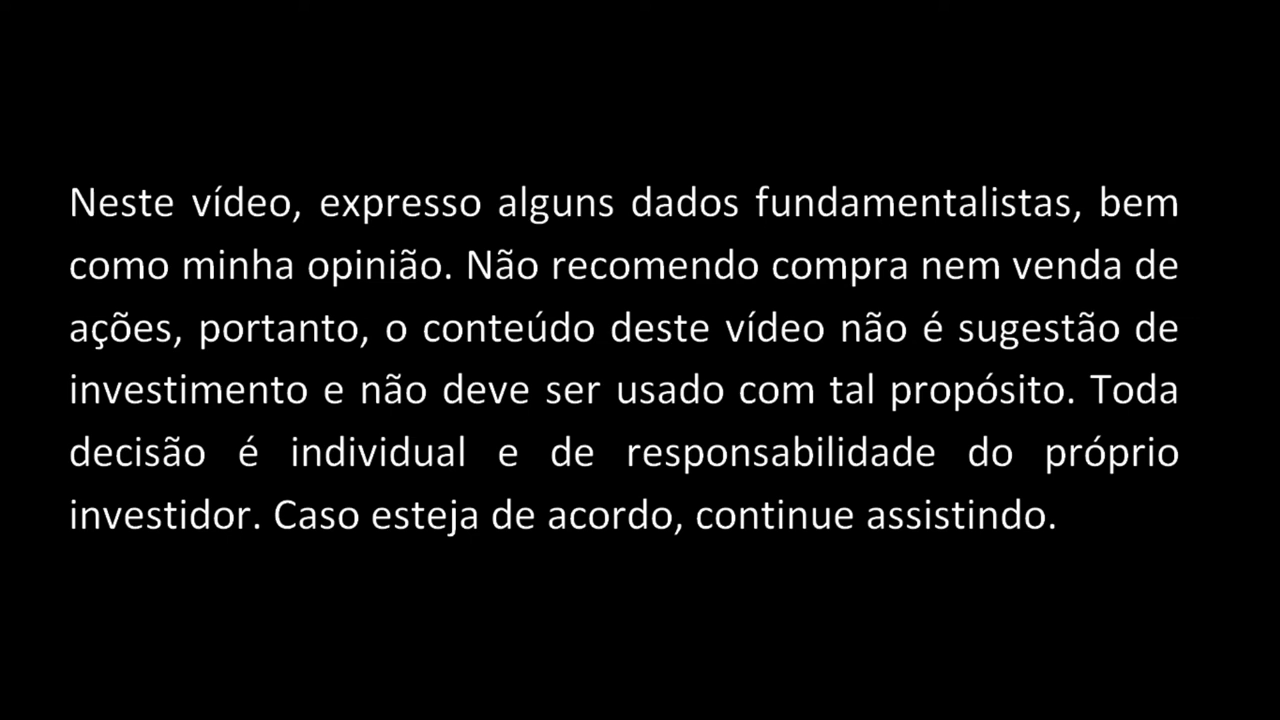 Neste vídeo, expresso alguns dados fundamentalistas, bem
como minha opinião. Não recomendo compra nem venda de
ações, portanto, o conteúdo deste vídeo não é sugestão de
investimento e não deve ser usado com tal propósito. Toda
decisão é individual e de responsabilidade do próprio
investidor. Caso esteja de acordo, continue assistindo.